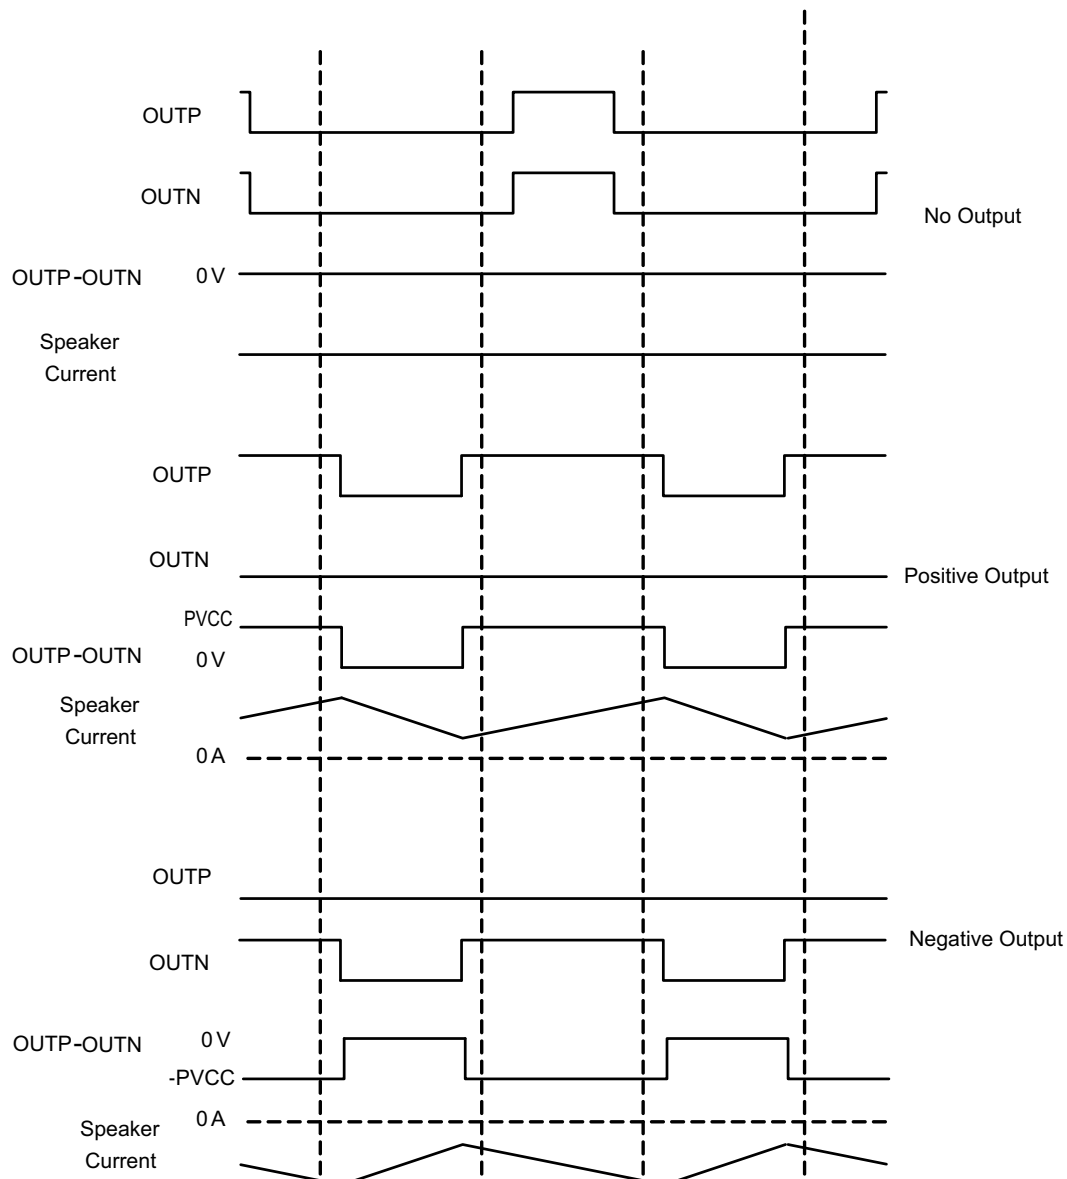 OUTP
OUTN
No Output
OUTP-OUTN 0 V
Speaker
Current
OUTP
OUTN
Positive Output
PVCC
OUTP-OUTN 0 V
Speaker
Current
0 A
OUTP
Negative Output
OUTN
OUTP-OUTN 0 V
-PVCC
0 A
Speaker
Current